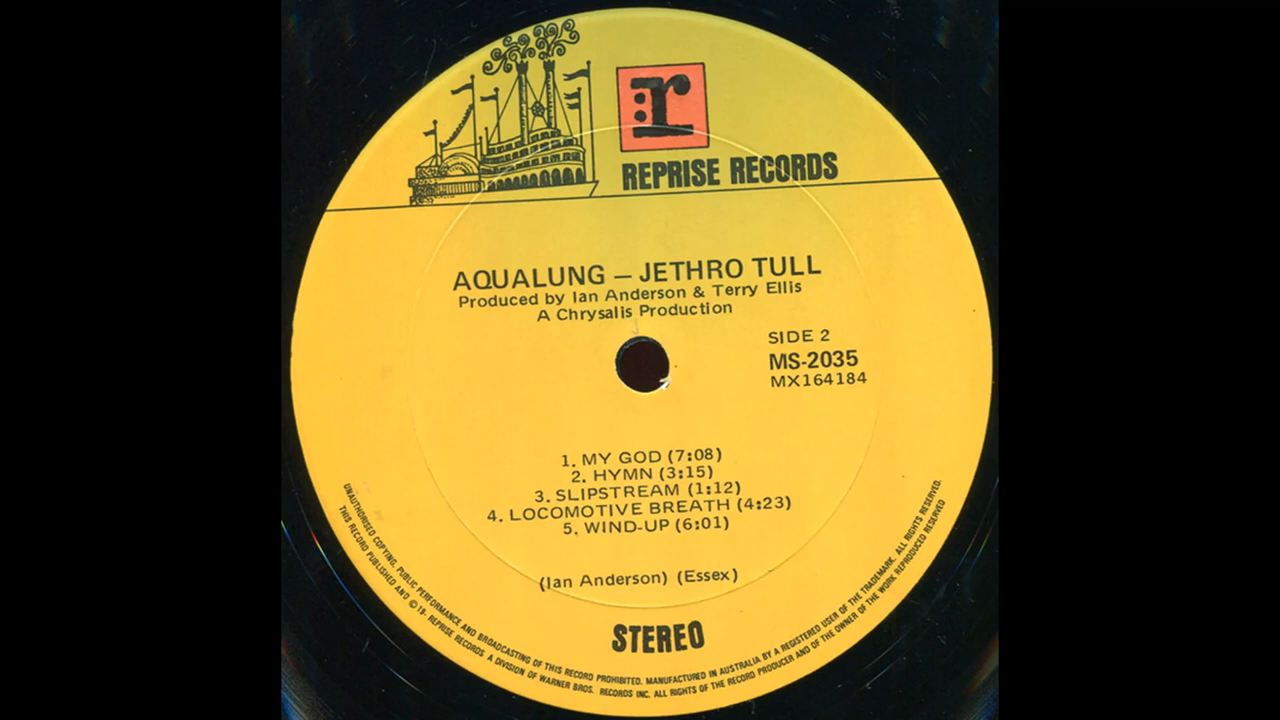 r
REPRISE RECORDS
AQUALUNG — JETHRO TULL
Produced by Ian Anderson & Terry Ellis
A Chrysalis Production
SIDE 2
MS-2035
MX164184
1. MY GOD (7:08)
2. HYMN (3:15)
3. SLIPSTREAM (1:12)
4. LOCOMOTIVE BREATH (4:23)
5. WIND-UP (6:01)
(Ian Anderson) (Essex)
STEREO
UNAUTHORISED COPYING, PUBLIC PERFORMANCE AND BROADCASTING OF THIS RECORD PROHIBITED. MANUFACTURED IN AUSTRALIA BY A REGISTERED USER OF THE TRADEMARK. ALL RIGHTS RESERVED.
THIS RECORD PUBLISHED AND © 19- REPRISE RECORDS A DIVISION OF WARNER BROS. RECORDS INC. ALL RIGHTS OF THE RECORD PRODUCER AND OF THE OWNER OF THE WORK REPRODUCED RESERVED